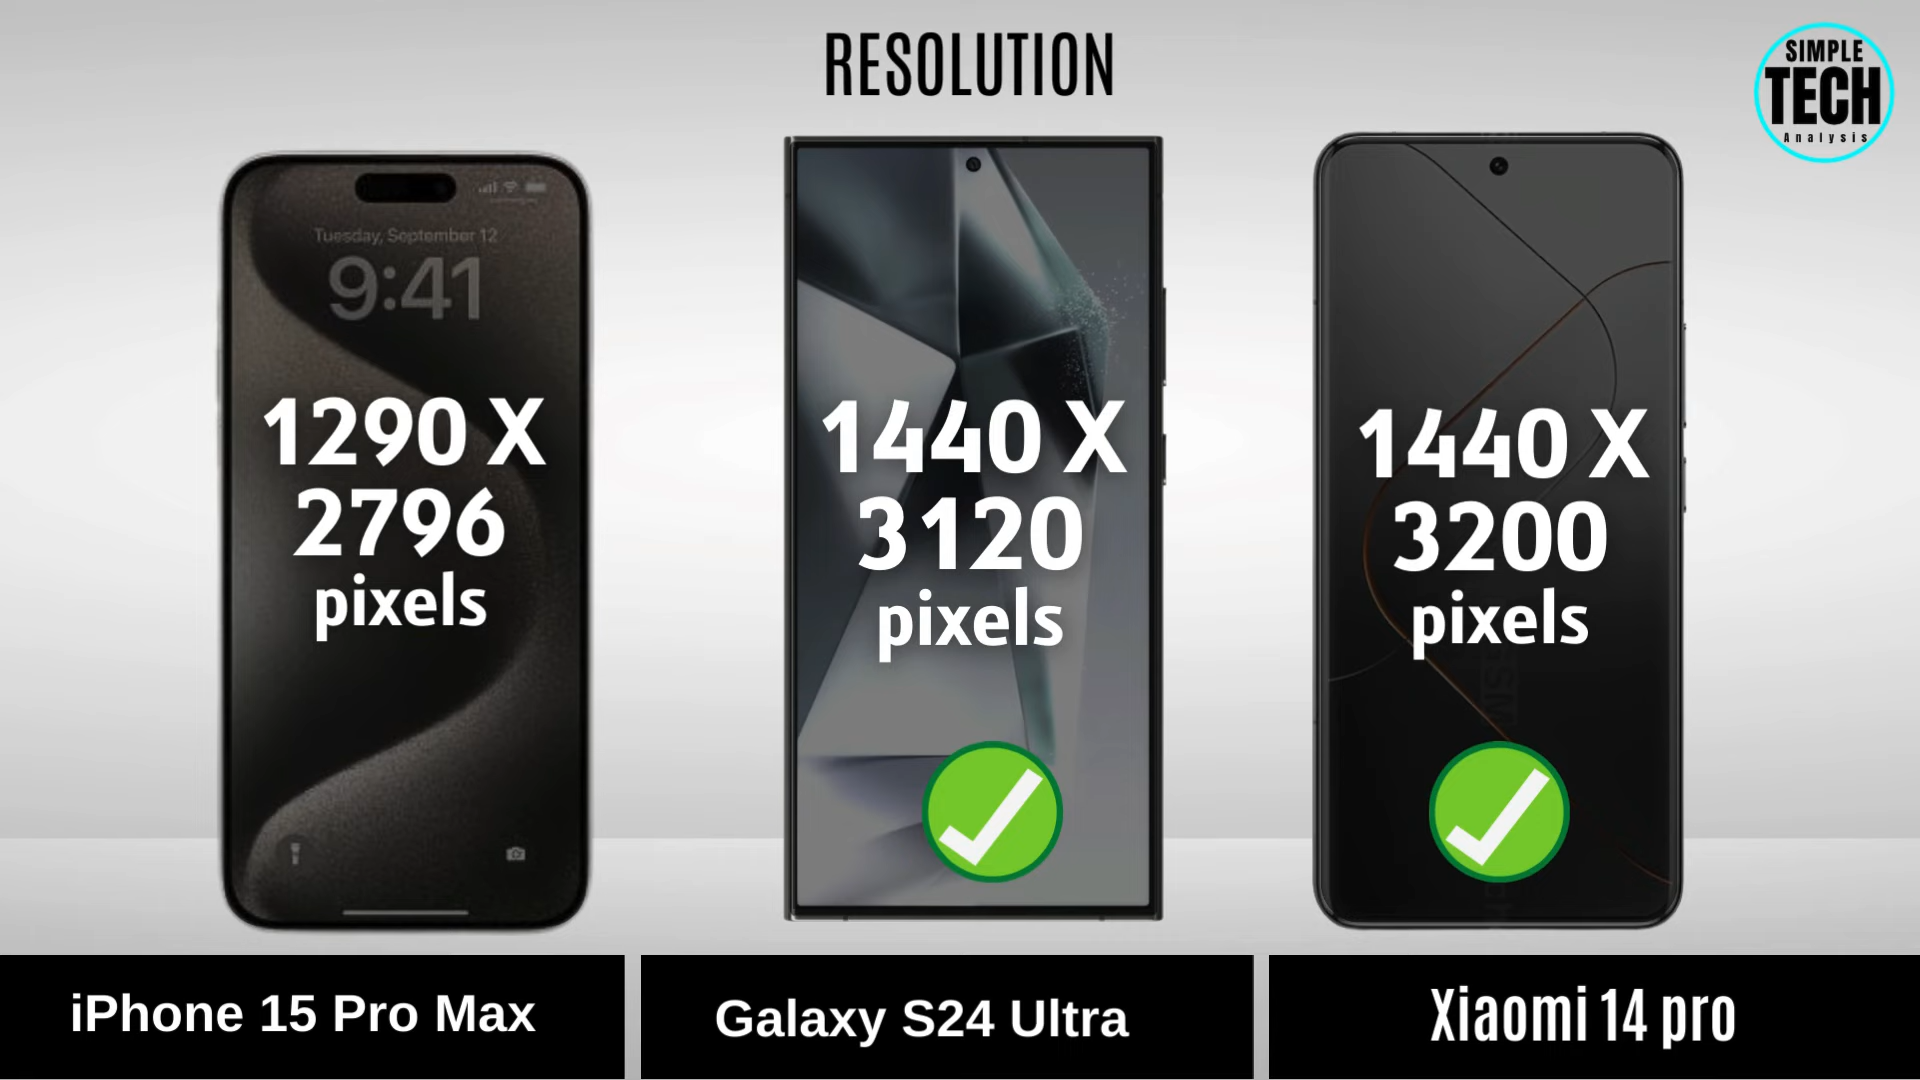 RESOLUTION
SIMPLE
TECH
Analysis
Tuesday, September 12
9:41
1290 X
2796
pixels
1440 X
3120
pixels
1440 X
3200
pixels
iPhone 15 Pro Max
Galaxy S24 Ultra
Xiaomi 14 pro